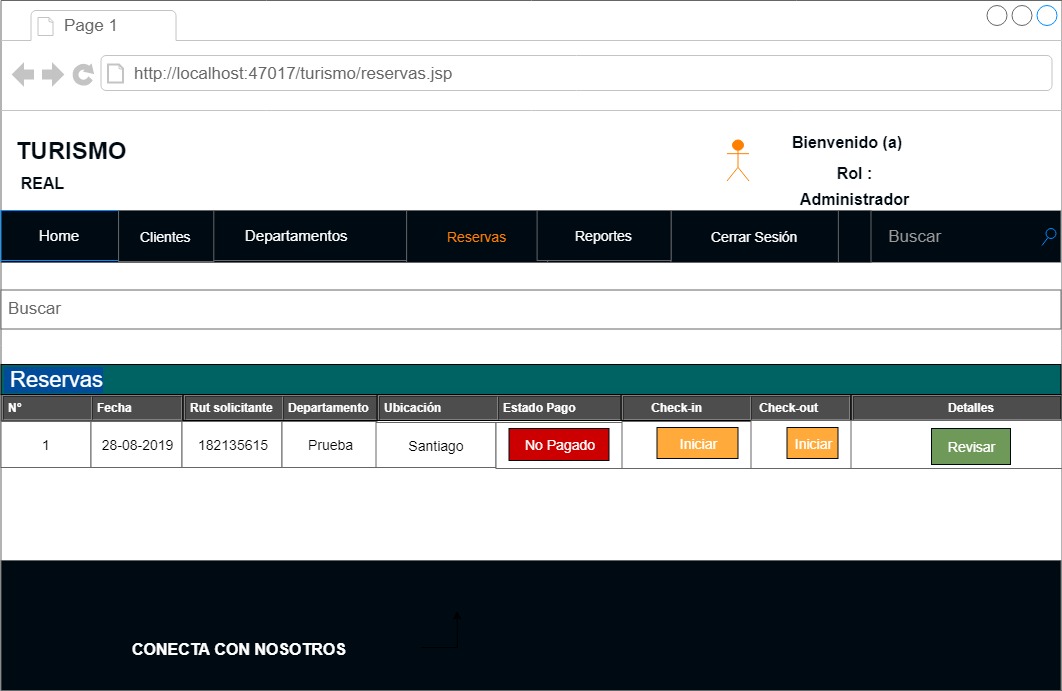 Page 1
http://localhost:47017/turismo/reservas.jsp
TURISMO
REAL
Bienvenido (a)
Rol :
Administrador
Home Clientes Departamentos Reservas Reportes Cerrar Sesión Buscar
Buscar
Reservas
N° Fecha Rut solicitante Departamento Ubicación Estado Pago Check-in Check-out Detalles
1 28-08-2019 182135615 Prueba Santiago No Pagado Iniciar Iniciar Revisar
CONECTA CON NOSOTROS